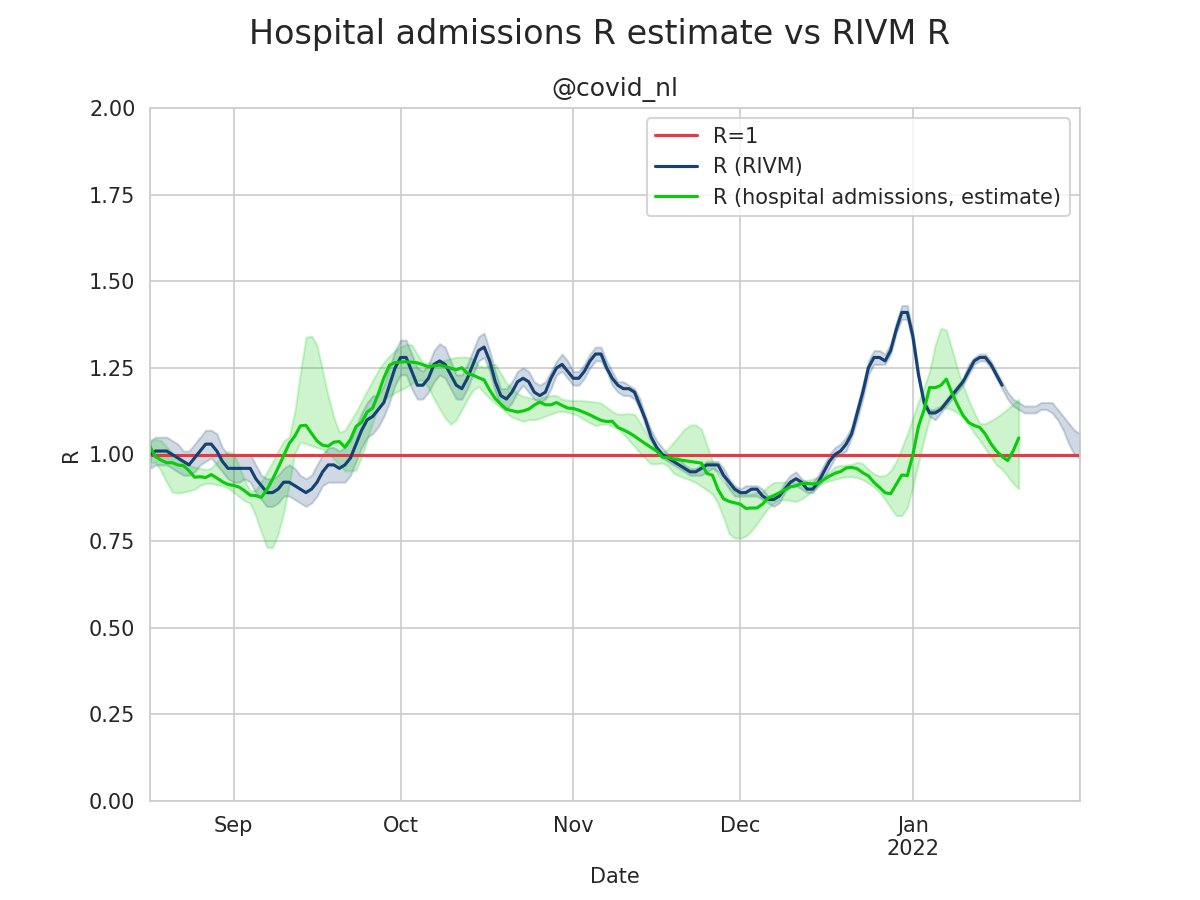 Hospital admissions R estimate vs RIVM R
@covid_nl
R=1
R (RIVM)
R (hospital admissions, estimate)
2.00
1.75
1.50
1.25
1.00
0.75
0.50
0.25
0.00
R
Sep
Oct
Nov
Dec
Jan
2022
Date